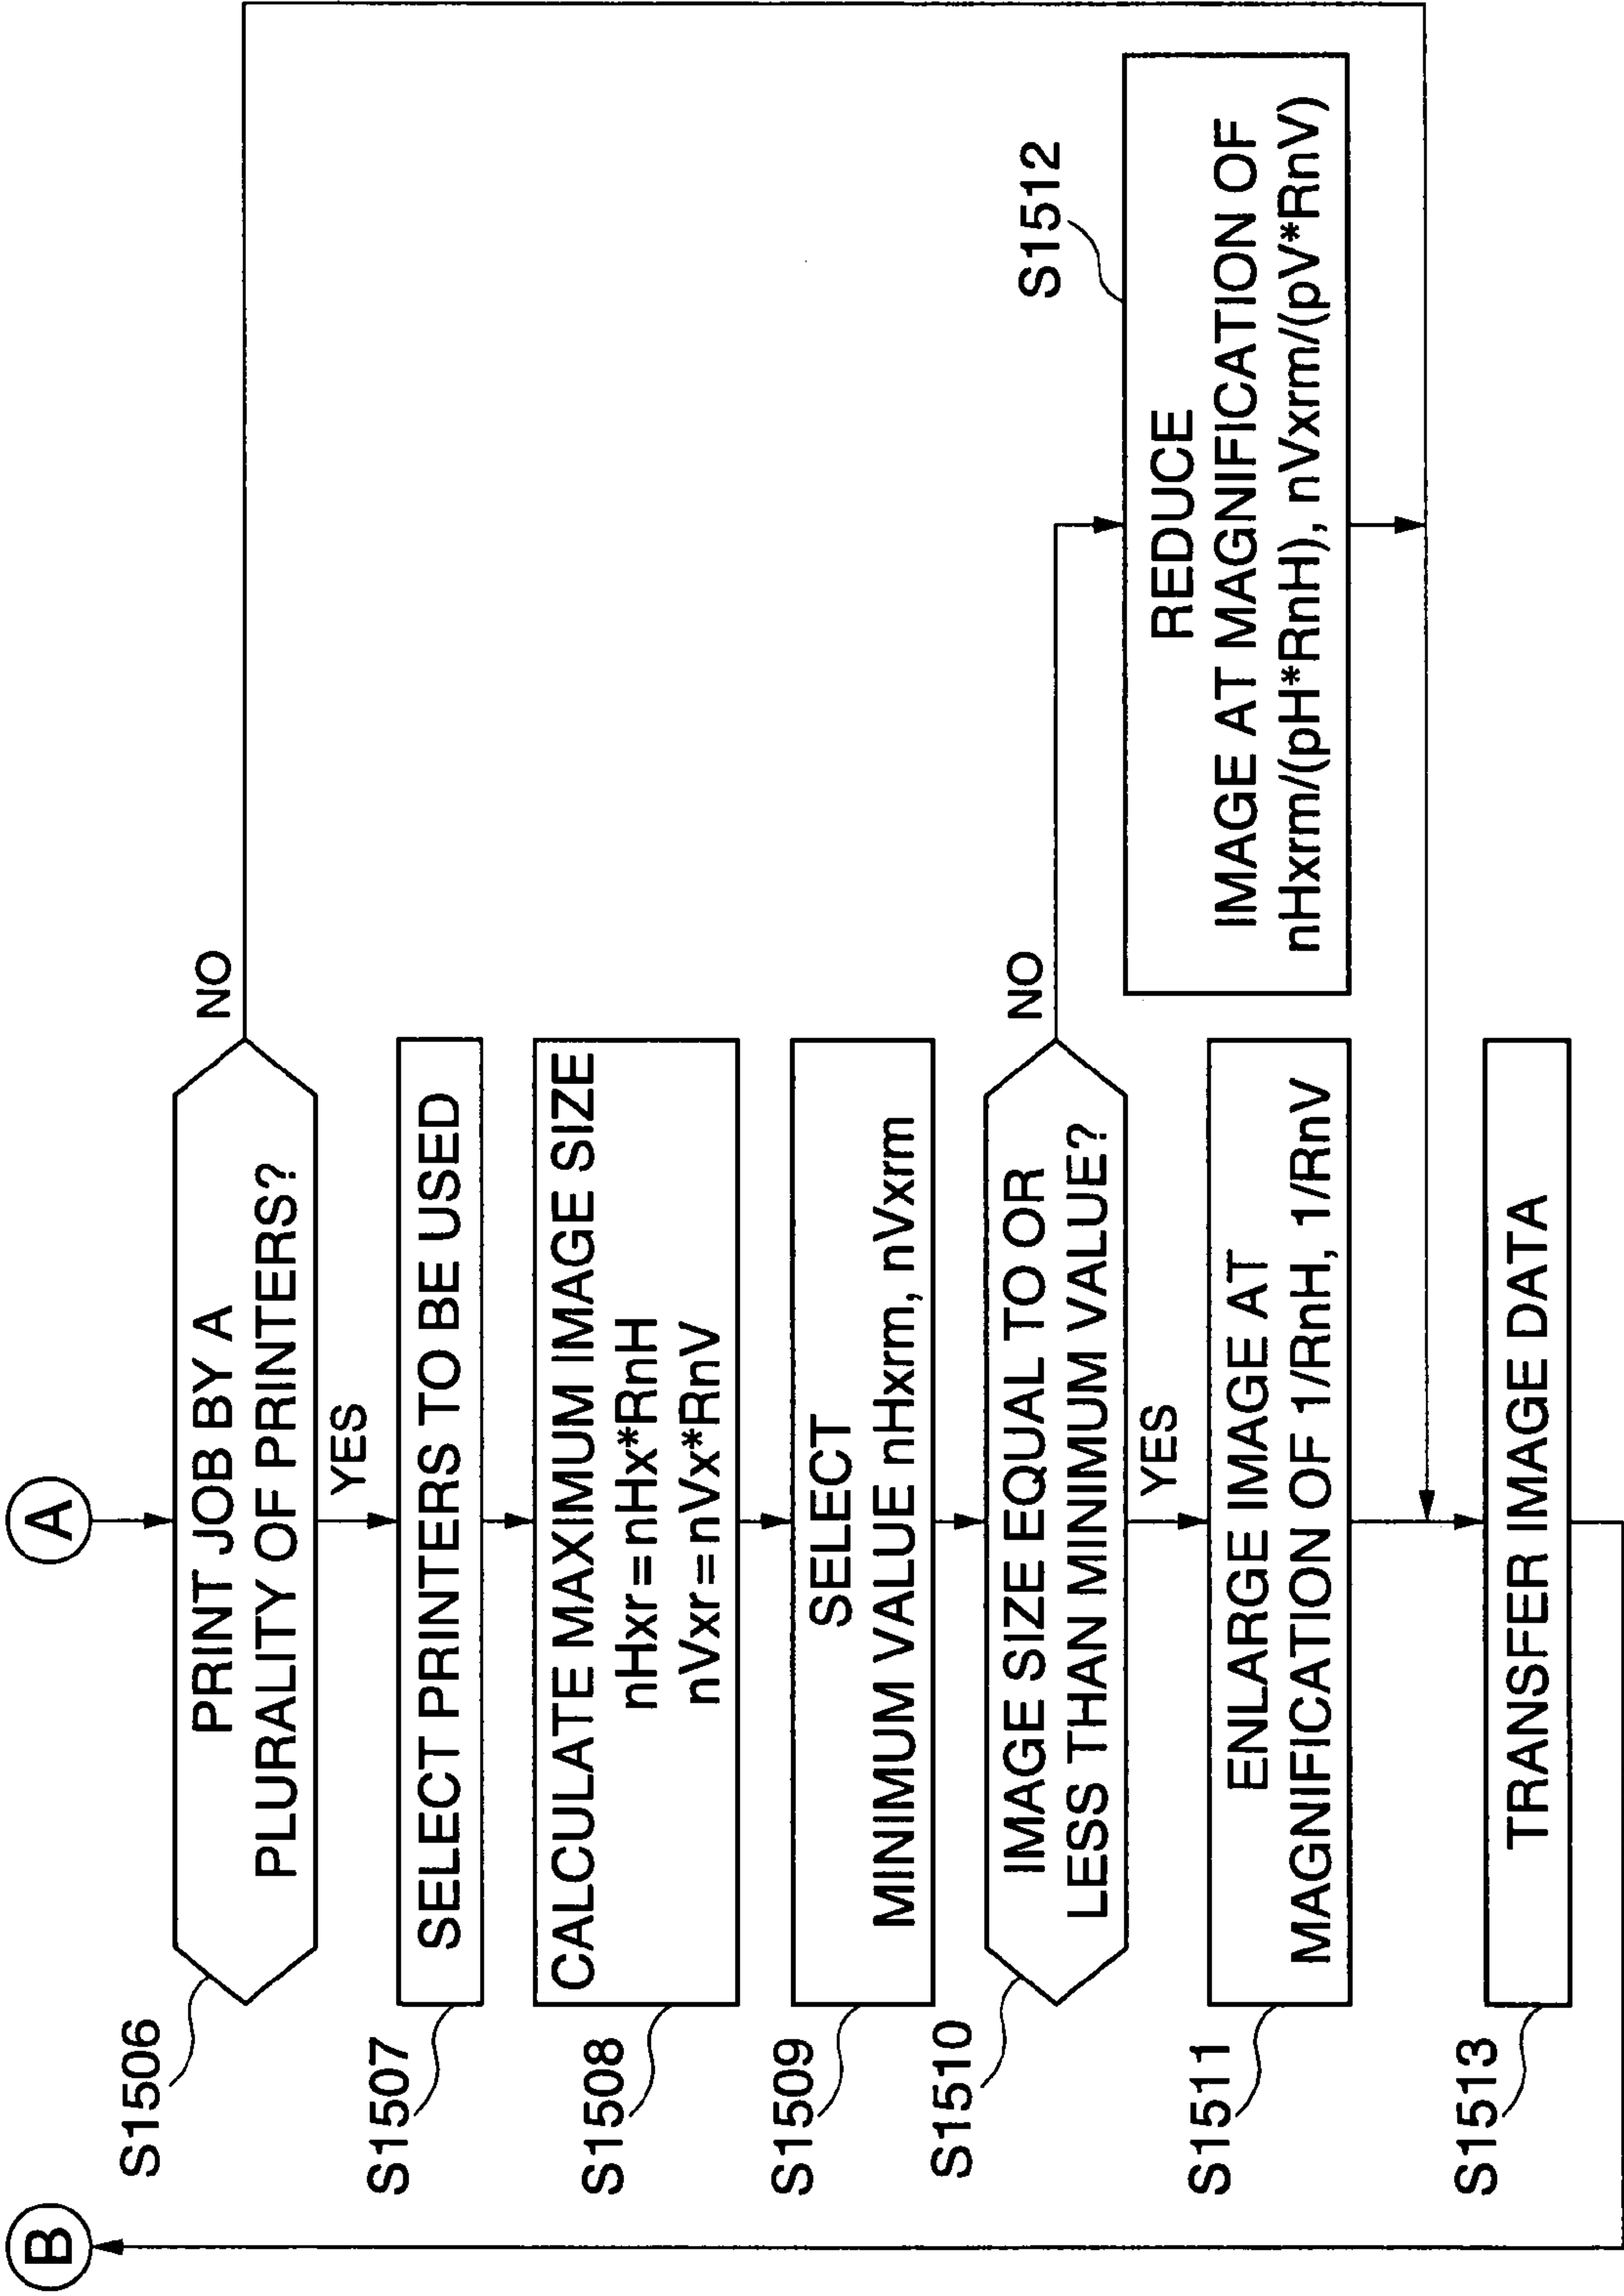 B
A
S1506
PRINT JOB BY A
PLURALITY OF PRINTERS?
NO
YES
S1507
SELECT PRINTERS TO BE USED
S1508
CALCULATE MAXIMUM IMAGE SIZE
nHxr=nHx*RnH
nVxr=nVx*RnV
S1509
SELECT
MINIMUM VALUE nHxrm, nVxrm
S1510
IMAGE SIZE EQUAL TO OR
LESS THAN MINIMUM VALUE?
NO
YES
S1511
ENLARGE IMAGE AT
MAGNIFICATION OF 1/RnH, 1/RnV
S1512
REDUCE
IMAGE AT MAGNIFICATION OF
nHxrm/(pH*RnH), nVxrm/(pV*RnV)
S1513
TRANSFER IMAGE DATA